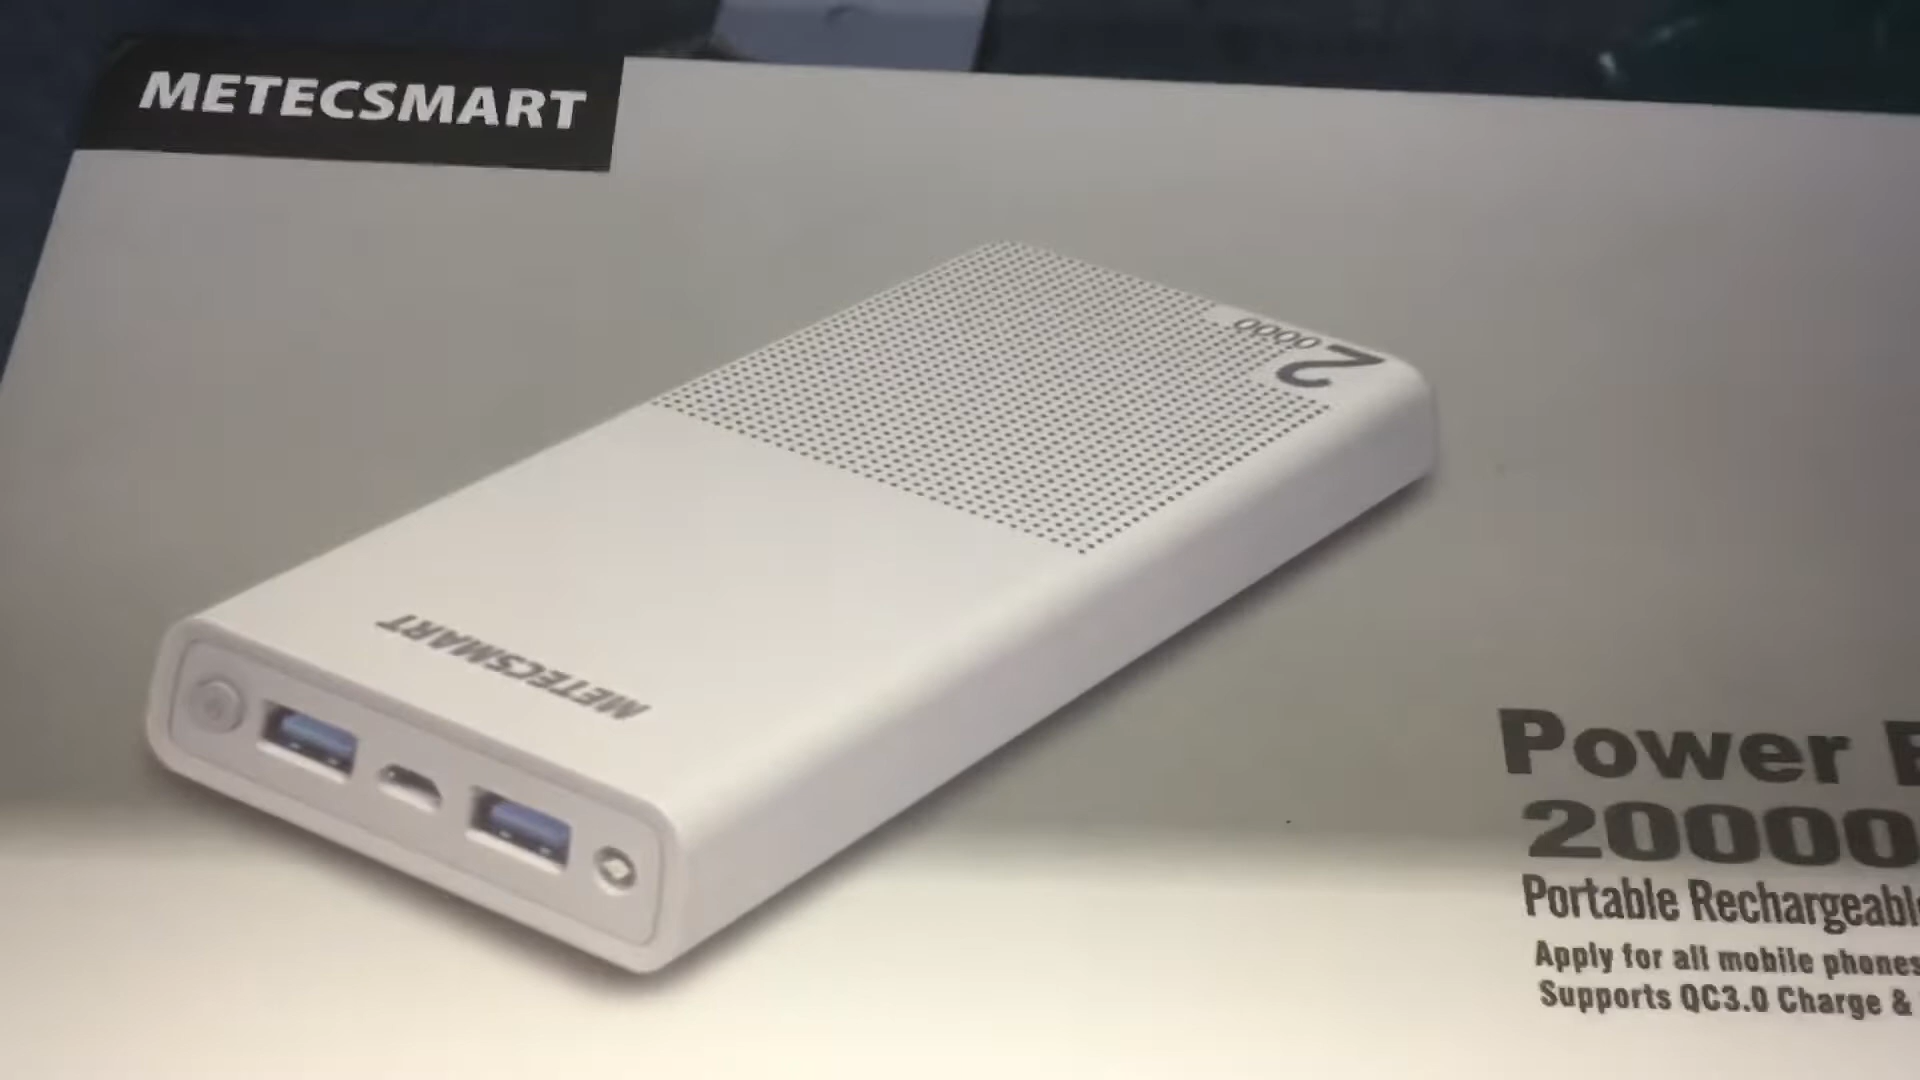 METECSMART
20000
METECSMART
Power
20000
Portable Rechargeable
Apply for all mobile phones
Supports QC3.0 Charge &